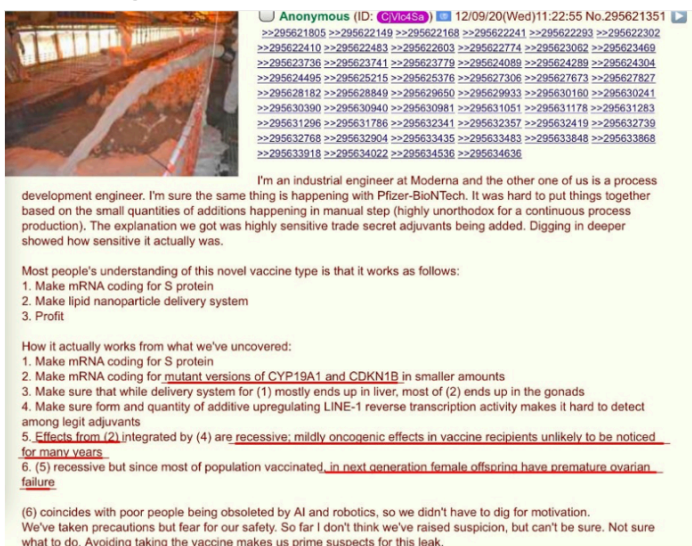 Anonymous (ID: CjVlc4Sa) 12/09/20(Wed)11:22:55 No.295621351
>>295621805 >>295622149 >>295622168 >>295622241 >>295622293 >>295622302
>>295622410 >>295622483 >>295622603 >>295622774 >>295623062 >>295623469
>>295623736 >>295623741 >>295623779 >>295624089 >>295624289 >>295624304
>>295624495 >>295625215 >>295625376 >>295627306 >>295627673 >>295627827
>>295628182 >>295628849 >>295629650 >>295629933 >>295630160 >>295630241
>>295630390 >>295630940 >>295630981 >>295631051 >>295631178 >>295631283
>>295631296 >>295631786 >>295632341 >>295632357 >>295632419 >>295632739
>>295632768 >>295632904 >>295633435 >>295633483 >>295633848 >>295633868
>>295633918 >>295634022 >>295634536 >>295634636
I'm an industrial engineer at Moderna and the other one of us is a process
development engineer. I'm sure the same thing is happening with Pfizer-BioNTech. It was hard to put things together
based on the small quantities of additions happening in manual step (highly unorthodox for a continuous process
production). The explanation we got was highly sensitive trade secret adjuvants being added. Digging in deeper
showed how sensitive it actually was.
Most people's understanding of this novel vaccine type is that it works as follows:
1. Make mRNA coding for S protein
2. Make lipid nanoparticle delivery system
3. Profit
How it actually works from what we've uncovered:
1. Make mRNA coding for S protein
2. Make mRNA coding for mutant versions of CYP19A1 and CDKN1B in smaller amounts
3. Make sure that while delivery system for (1) mostly ends up in liver, most of (2) ends up in the gonads
4. Make sure form and quantity of additive upregulating LINE-1 reverse transcription activity makes it hard to detect
among legit adjuvants
5. Effects from (2) integrated by (4) are recessive; mildly oncogenic effects in vaccine recipients unlikely to be noticed
for many years
6. (5) recessive but since most of population vaccinated, in next generation female offspring have premature ovarian
failure
(6) coincides with poor people being obsoleted by AI and robotics, so we didn't have to dig for motivation.
We've taken precautions but fear for our safety. So far I don't think we've raised suspicion, but can't be sure. Not sure
what to do. Avoiding taking the vaccine makes us prime suspects for this leak.